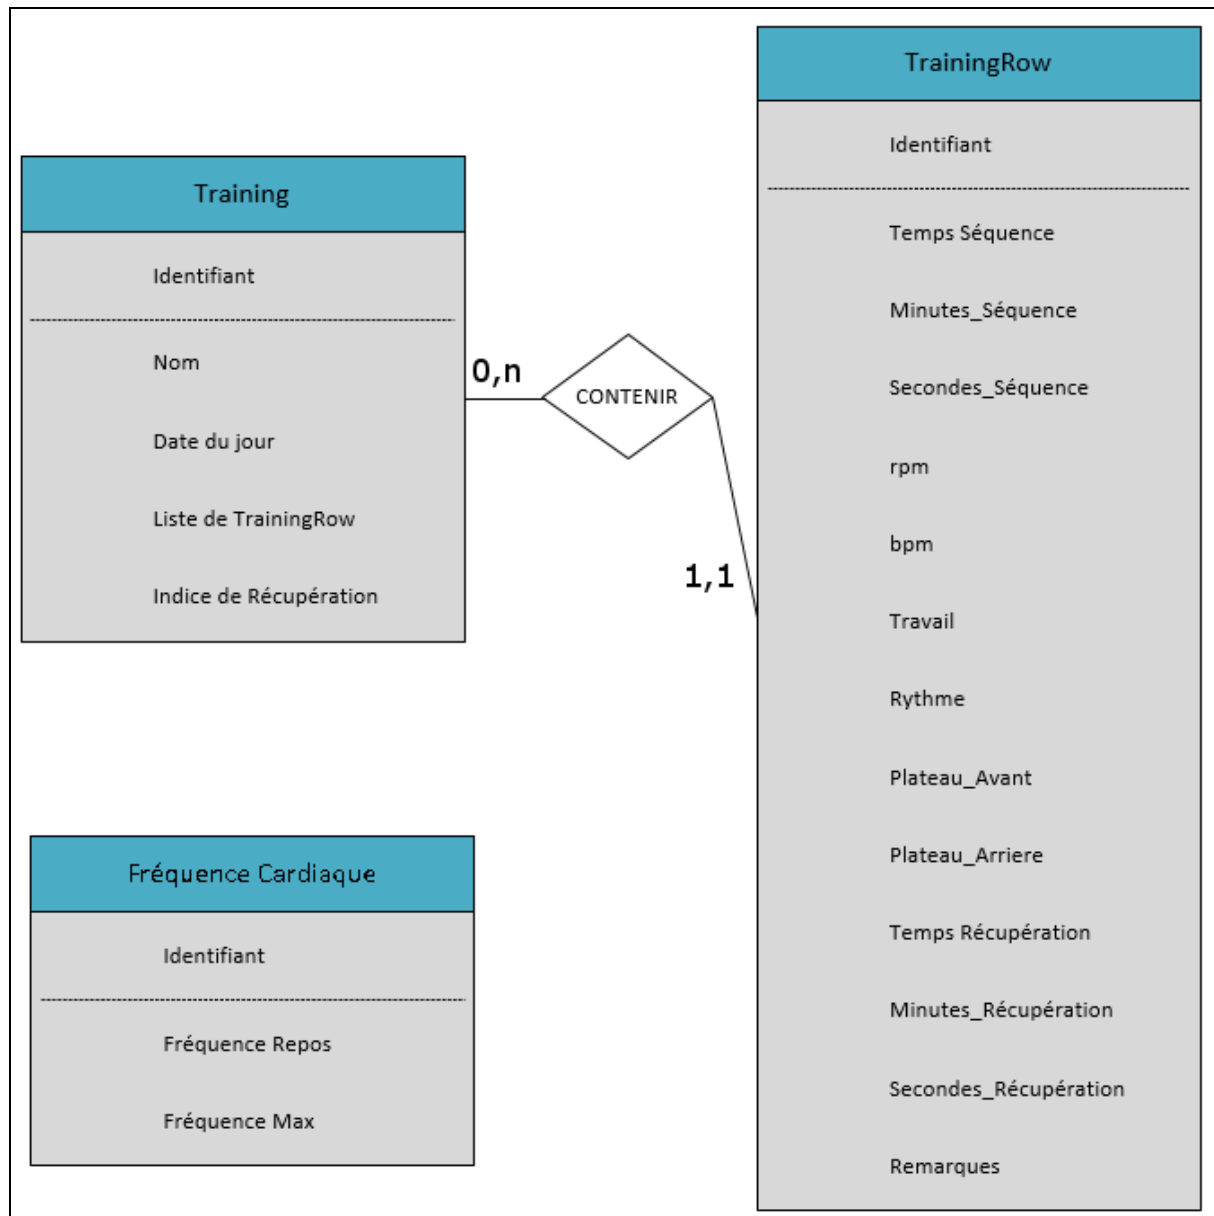 Training
Identifiant
Nom
Date du jour
Liste de TrainingRow
Indice de Récupération
0,n
CONTENIR
1,1
TrainingRow
Identifiant
Temps Séquence
Minutes_Séquence
Secondes_Séquence
rpm
bpm
Travail
Rythme
Plateau_Avant
Plateau_Arriere
Temps Récupération
Minutes_Récupération
Secondes_Récupération
Remarques
Fréquence Cardiaque
Identifiant
Fréquence Repos
Fréquence Max